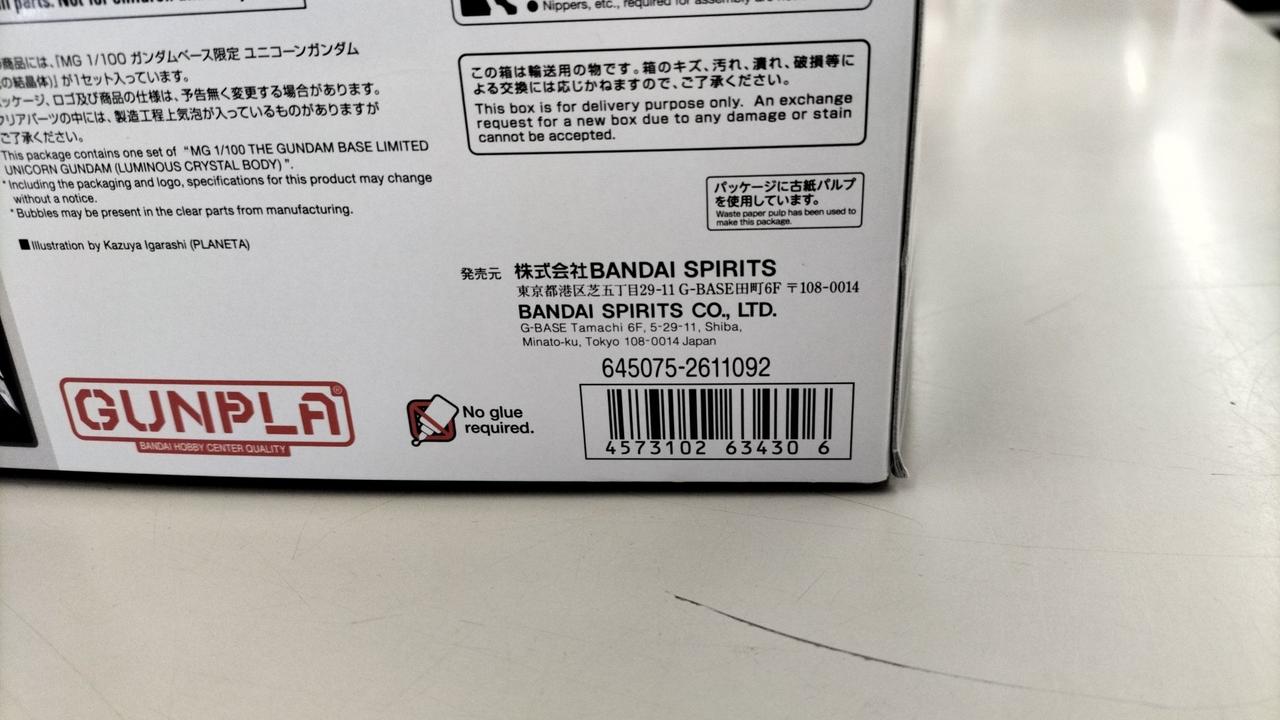 parts. Not for children
● Nippers, etc., required for assembly are not
商品には、「MG 1/100 ガンダムベース限定 ユニコーンガンダム
の結晶体)」が1セット入っています。
ッケージ、ロゴ及び商品の仕様は、予告無く変更する場合があります。
クリアパーツの中には、製造工程上気泡が入っているものがありますが
ご了承ください。
This package contains one set of "MG 1/100 THE GUNDAM BASE LIMITED
UNICORN GUNDAM (LUMINOUS CRYSTAL BODY)".
* Including the packaging and logo, specifications for this product may change
without a notice.
* Bubbles may be present in the clear parts from manufacturing.
■Illustration by Kazuya Igarashi (PLANETA)
この箱は輸送用の物です。箱のキズ、汚れ、潰れ、破損等に
よる交換には応じかねますので、ご了承ください。
This box is for delivery purpose only. An exchange
request for a new box due to any damage or stain
cannot be accepted.
パッケージに古紙パルプ
を使用しています。
Waste paper pulp has been used to
make this package.
発売元 株式会社BANDAI SPIRITS
東京都港区芝五丁目29-11 G-BASE田町6F 〒108-0014
BANDAI SPIRITS CO., LTD.
G-BASE Tamachi 6F, 5-29-11, Shiba,
Minato-ku, Tokyo 108-0014 Japan
645075-2611092
4573102 63430 6
GUNPLA®
BANDAI HOBBY CENTER QUALITY
No glue
required.